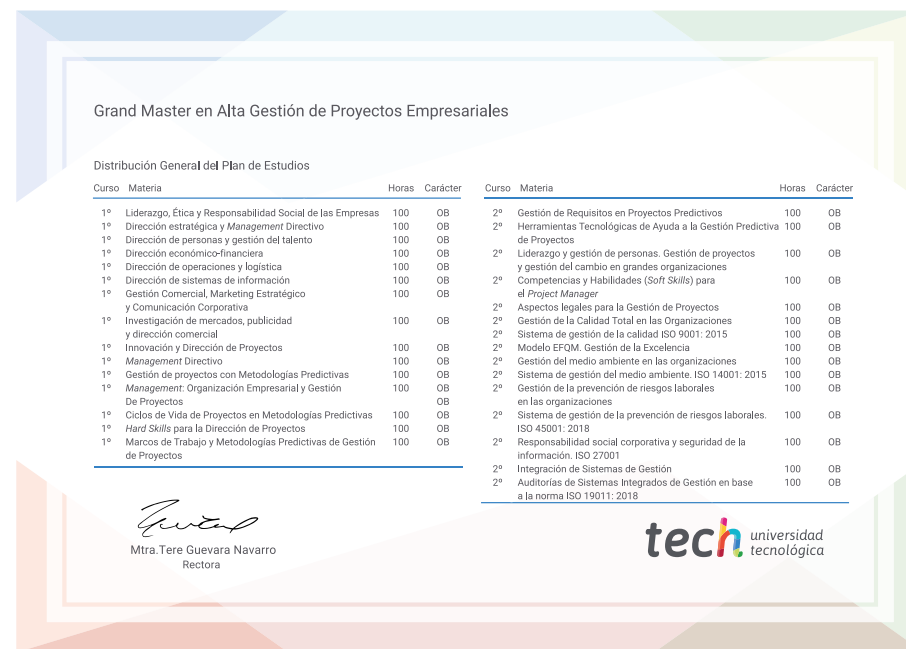 Grand Master en Alta Gestión de Proyectos Empresariales
Distribución General del Plan de Estudios
Curso Materia Horas Carácter
1º Liderazgo, Ética y Responsabilidad Social de las Empresas 100 OB
1º Dirección estratégica y Management Directivo 100 OB
1º Dirección de personas y gestión del talento 100 OB
1º Dirección económico-financiera 100 OB
1º Dirección de operaciones y logística 100 OB
1º Dirección de sistemas de información 100 OB
1º Gestión Comercial, Marketing Estratégico 100 OB
y Comunicación Corporativa
1º Investigación de mercados, publicidad 100 OB
y dirección comercial
1º Innovación y Dirección de Proyectos 100 OB
1º Management Directivo 100 OB
1º Gestión de proyectos con Metodologías Predictivas 100 OB
1º Management: Organización Empresarial y Gestión 100 OB
De Proyectos OB
1º Ciclos de Vida de Proyectos en Metodologías Predictivas 100 OB
1º Hard Skills para la Dirección de Proyectos 100 OB
1º Marcos de Trabajo y Metodologías Predictivas de Gestión 100 OB
de Proyectos
Curso Materia Horas Carácter
2º Gestión de Requisitos en Proyectos Predictivos 100 OB
2º Herramientas Tecnológicas de Ayuda a la Gestión Predictiva 100 OB
de Proyectos
2º Liderazgo y gestión de personas. Gestión de proyectos 100 OB
y gestión del cambio en grandes organizaciones
2º Competencias y Habilidades (Soft Skills) para 100 OB
el Project Manager
2º Aspectos legales para la Gestión de Proyectos 100 OB
2º Gestión de la Calidad Total en las Organizaciones 100 OB
2º Sistema de gestión de la calidad ISO 9001: 2015 100 OB
2º Modelo EFQM. Gestión de la Excelencia 100 OB
2º Gestión del medio ambiente en las organizaciones 100 OB
2º Sistema de gestión del medio ambiente. ISO 14001: 2015 100 OB
2º Gestión de la prevención de riesgos laborales 100 OB
en las organizaciones
2º Sistema de gestión de la prevención de riesgos laborales. 100 OB
ISO 45001: 2018
2º Responsabilidad social corporativa y seguridad de la 100 OB
información. ISO 27001
2º Integración de Sistemas de Gestión 100 OB
2º Auditorías de Sistemas Integrados de Gestión en base 100 OB
a la norma ISO 19011: 2018
Mtra.Tere Guevara Navarro
Rectora
tech universidad
tecnológica